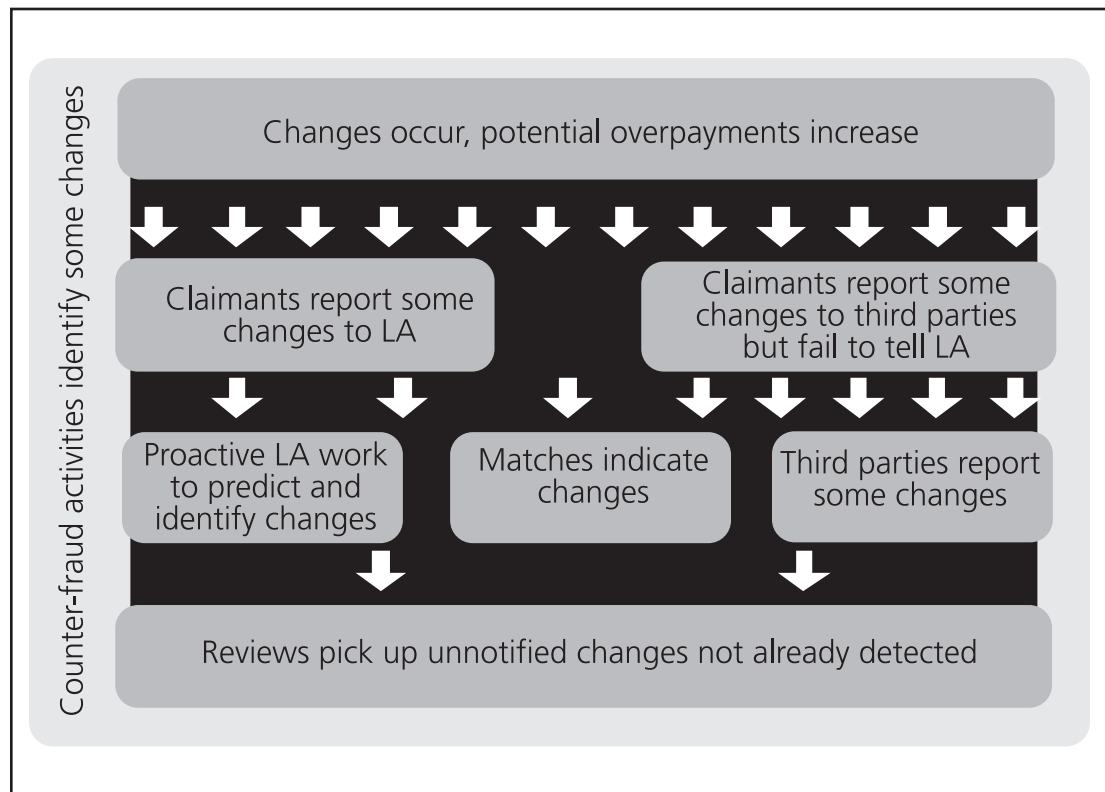 Counter-fraud activities identify some changes
Changes occur, potential overpayments increase
Claimants report some
changes to LA
Claimants report some
changes to third parties
but fail to tell LA
Proactive LA work
to predict and
identify changes
Matches indicate
changes
Third parties report
some changes
Reviews pick up unnotified changes not already detected